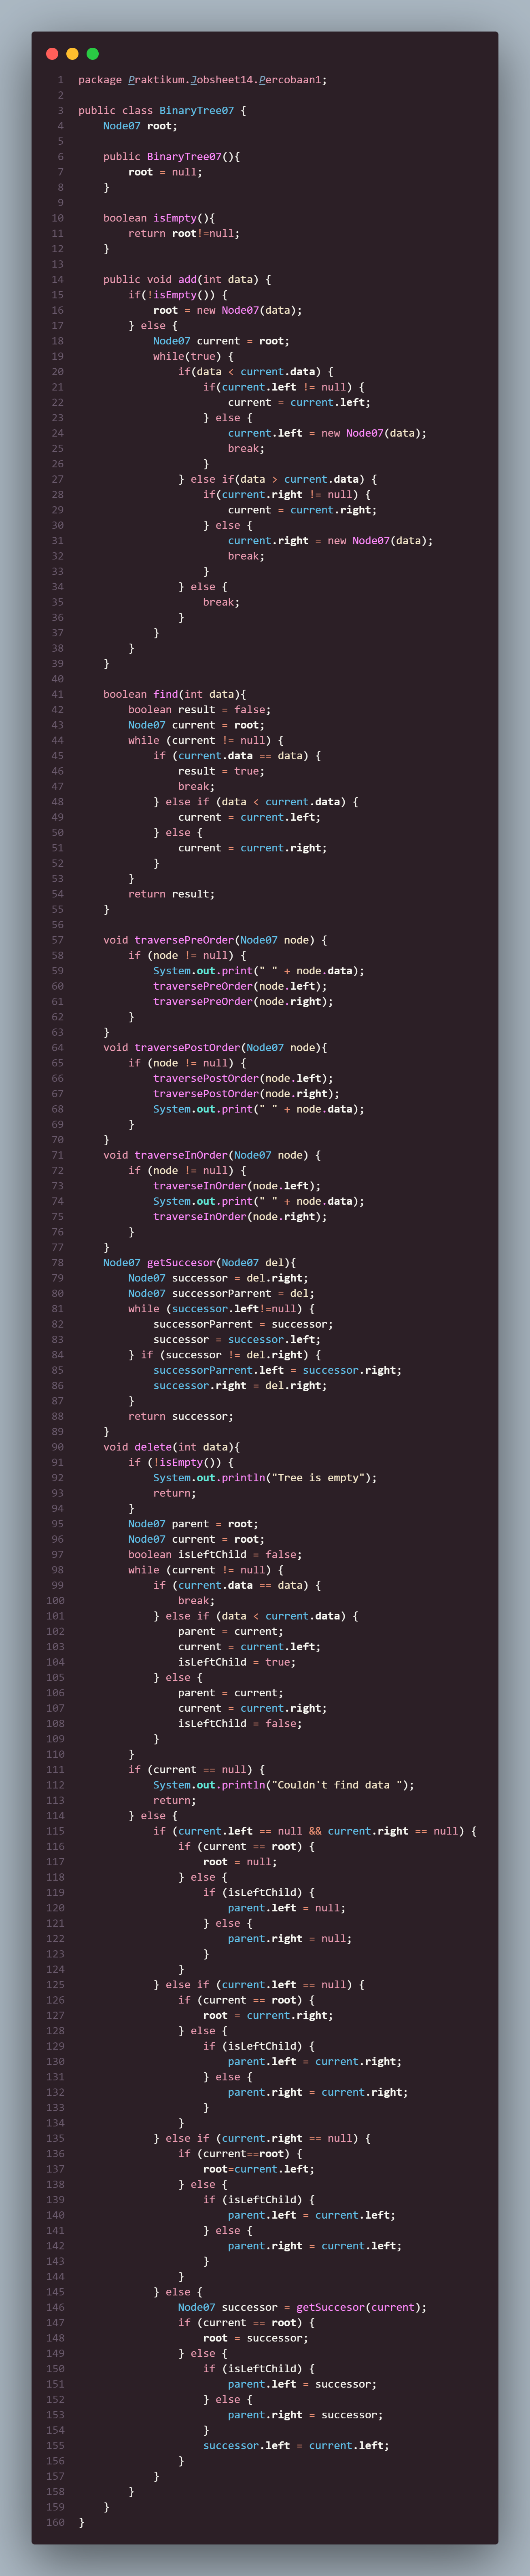 1 package Praktikum.Jobsheet14.Percobaan1;
2
3 public class BinaryTree07 {
4     Node07 root;
5
6     public BinaryTree07(){
7         root = null;
8     }
9
10     boolean isEmpty(){
11         return root!=null;
12     }
13
14     public void add(int data) {
15         if(!isEmpty()) {
16             root = new Node07(data);
17         } else {
18             Node07 current = root;
19             while(true) {
20                 if(data < current.data) {
21                     if(current.left != null) {
22                         current = current.left;
23                     } else {
24                         current.left = new Node07(data);
25                         break;
26                     }
27                 } else if(data > current.data) {
28                     if(current.right != null) {
29                         current = current.right;
30                     } else {
31                         current.right = new Node07(data);
32                         break;
33                     }
34                 } else {
35                     break;
36                 }
37             }
38         }
39     }
40
41     boolean find(int data){
42         boolean result = false;
43         Node07 current = root;
44         while (current != null) {
45             if (current.data == data) {
46                 result = true;
47                 break;
48             } else if (data < current.data) {
49                 current = current.left;
50             } else {
51                 current = current.right;
52             }
53         }
54         return result;
55     }
56
57     void traversePreOrder(Node07 node) {
58         if (node != null) {
59             System.out.print(" " + node.data);
60             traversePreOrder(node.left);
61             traversePreOrder(node.right);
62         }
63     }
64     void traversePostOrder(Node07 node){
65         if (node != null) {
66             traversePostOrder(node.left);
67             traversePostOrder(node.right);
68             System.out.print(" " + node.data);
69         }
70     }
71     void traverseInOrder(Node07 node) {
72         if (node != null) {
73             traverseInOrder(node.left);
74             System.out.print(" " + node.data);
75             traverseInOrder(node.right);
76         }
77     }
78     Node07 getSuccesor(Node07 del){
79         Node07 successor = del.right;
80         Node07 successorParrent = del;
81         while (successor.left!=null) {
82             successorParrent = successor;
83             successor = successor.left;
84         } if (successor != del.right) {
85             successorParrent.left = successor.right;
86             successor.right = del.right;
87         }
88         return successor;
89     }
90     void delete(int data){
91         if (!isEmpty()) {
92             System.out.println("Tree is empty");
93             return;
94         }
95         Node07 parent = root;
96         Node07 current = root;
97         boolean isLeftChild = false;
98         while (current != null) {
99             if (current.data == data) {
100                 break;
101             } else if (data < current.data) {
102                 parent = current;
103                 current = current.left;
104                 isLeftChild = true;
105             } else {
106                 parent = current;
107                 current = current.right;
108                 isLeftChild = false;
109             }
110         }
111         if (current == null) {
112             System.out.println("Couldn't find data ");
113             return;
114         } else {
115             if (current.left == null && current.right == null) {
116                 if (current == root) {
117                     root = null;
118                 } else {
119                     if (isLeftChild) {
120                         parent.left = null;
121                     } else {
122                         parent.right = null;
123                     }
124                 }
125             } else if (current.left == null) {
126                 if (current == root) {
127                     root = current.right;
128                 } else {
129                     if (isLeftChild) {
130                         parent.left = current.right;
131                     } else {
132                         parent.right = current.right;
133                     }
134                 }
135             } else if (current.right == null) {
136                 if (current==root) {
137                     root=current.left;
138                 } else {
139                     if (isLeftChild) {
140                         parent.left = current.left;
141                     } else {
142                         parent.right = current.left;
143                     }
144                 }
145             } else {
146                 Node07 successor = getSuccesor(current);
147                 if (current == root) {
148                     root = successor;
149                 } else {
150                     if (isLeftChild) {
151                         parent.left = successor;
152                     } else {
153                         parent.right = successor;
154                     }
155                     successor.left = current.left;
156                 }
157             }
158         }
159     }
160 }